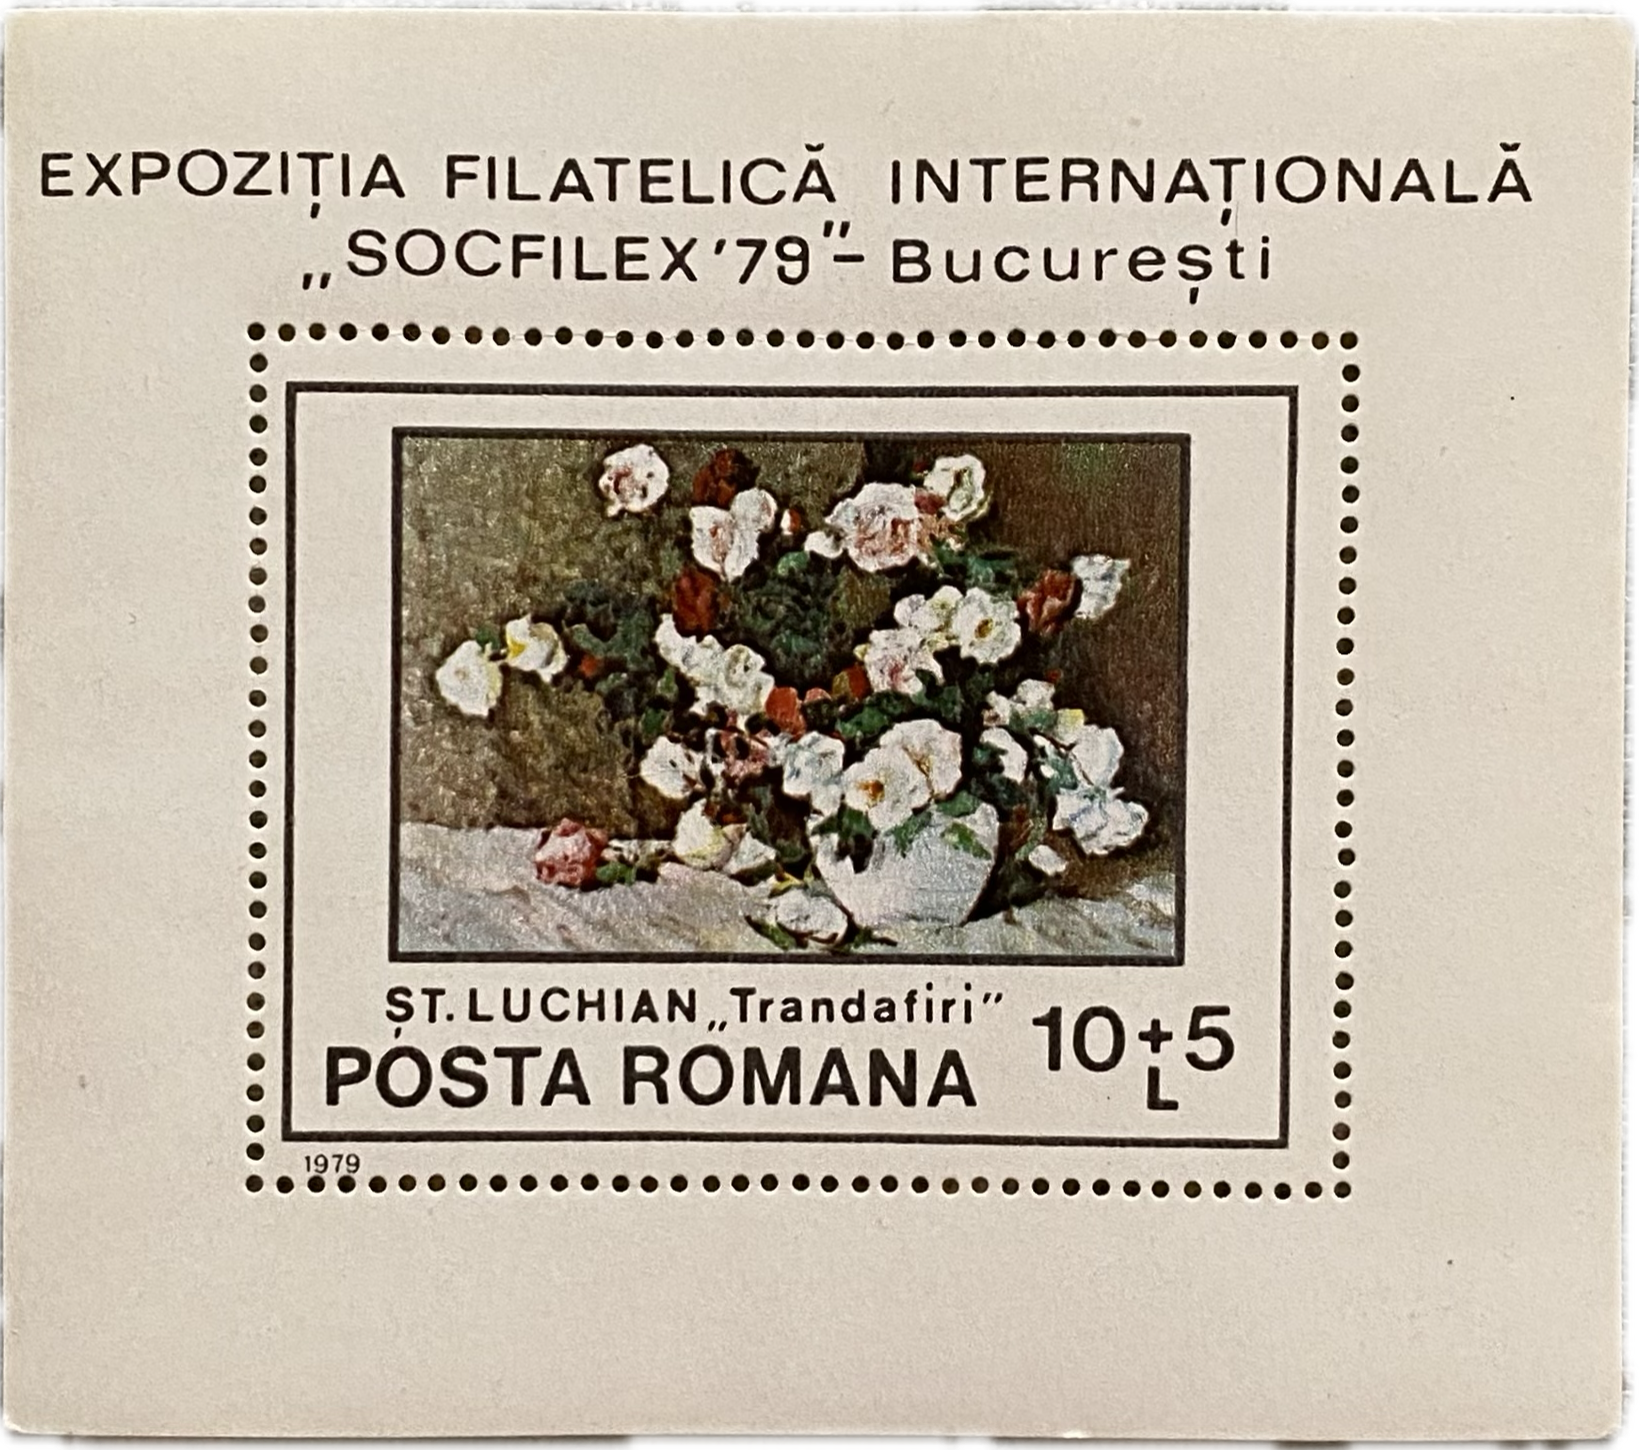 EXPOZIȚIA FILATELICĂ INTERNAȚIONALĂ
„SOCFILEX '79” – București
ȘT. LUCHIAN „Trandafiri”
POSTA ROMANA 10+5
L
1979